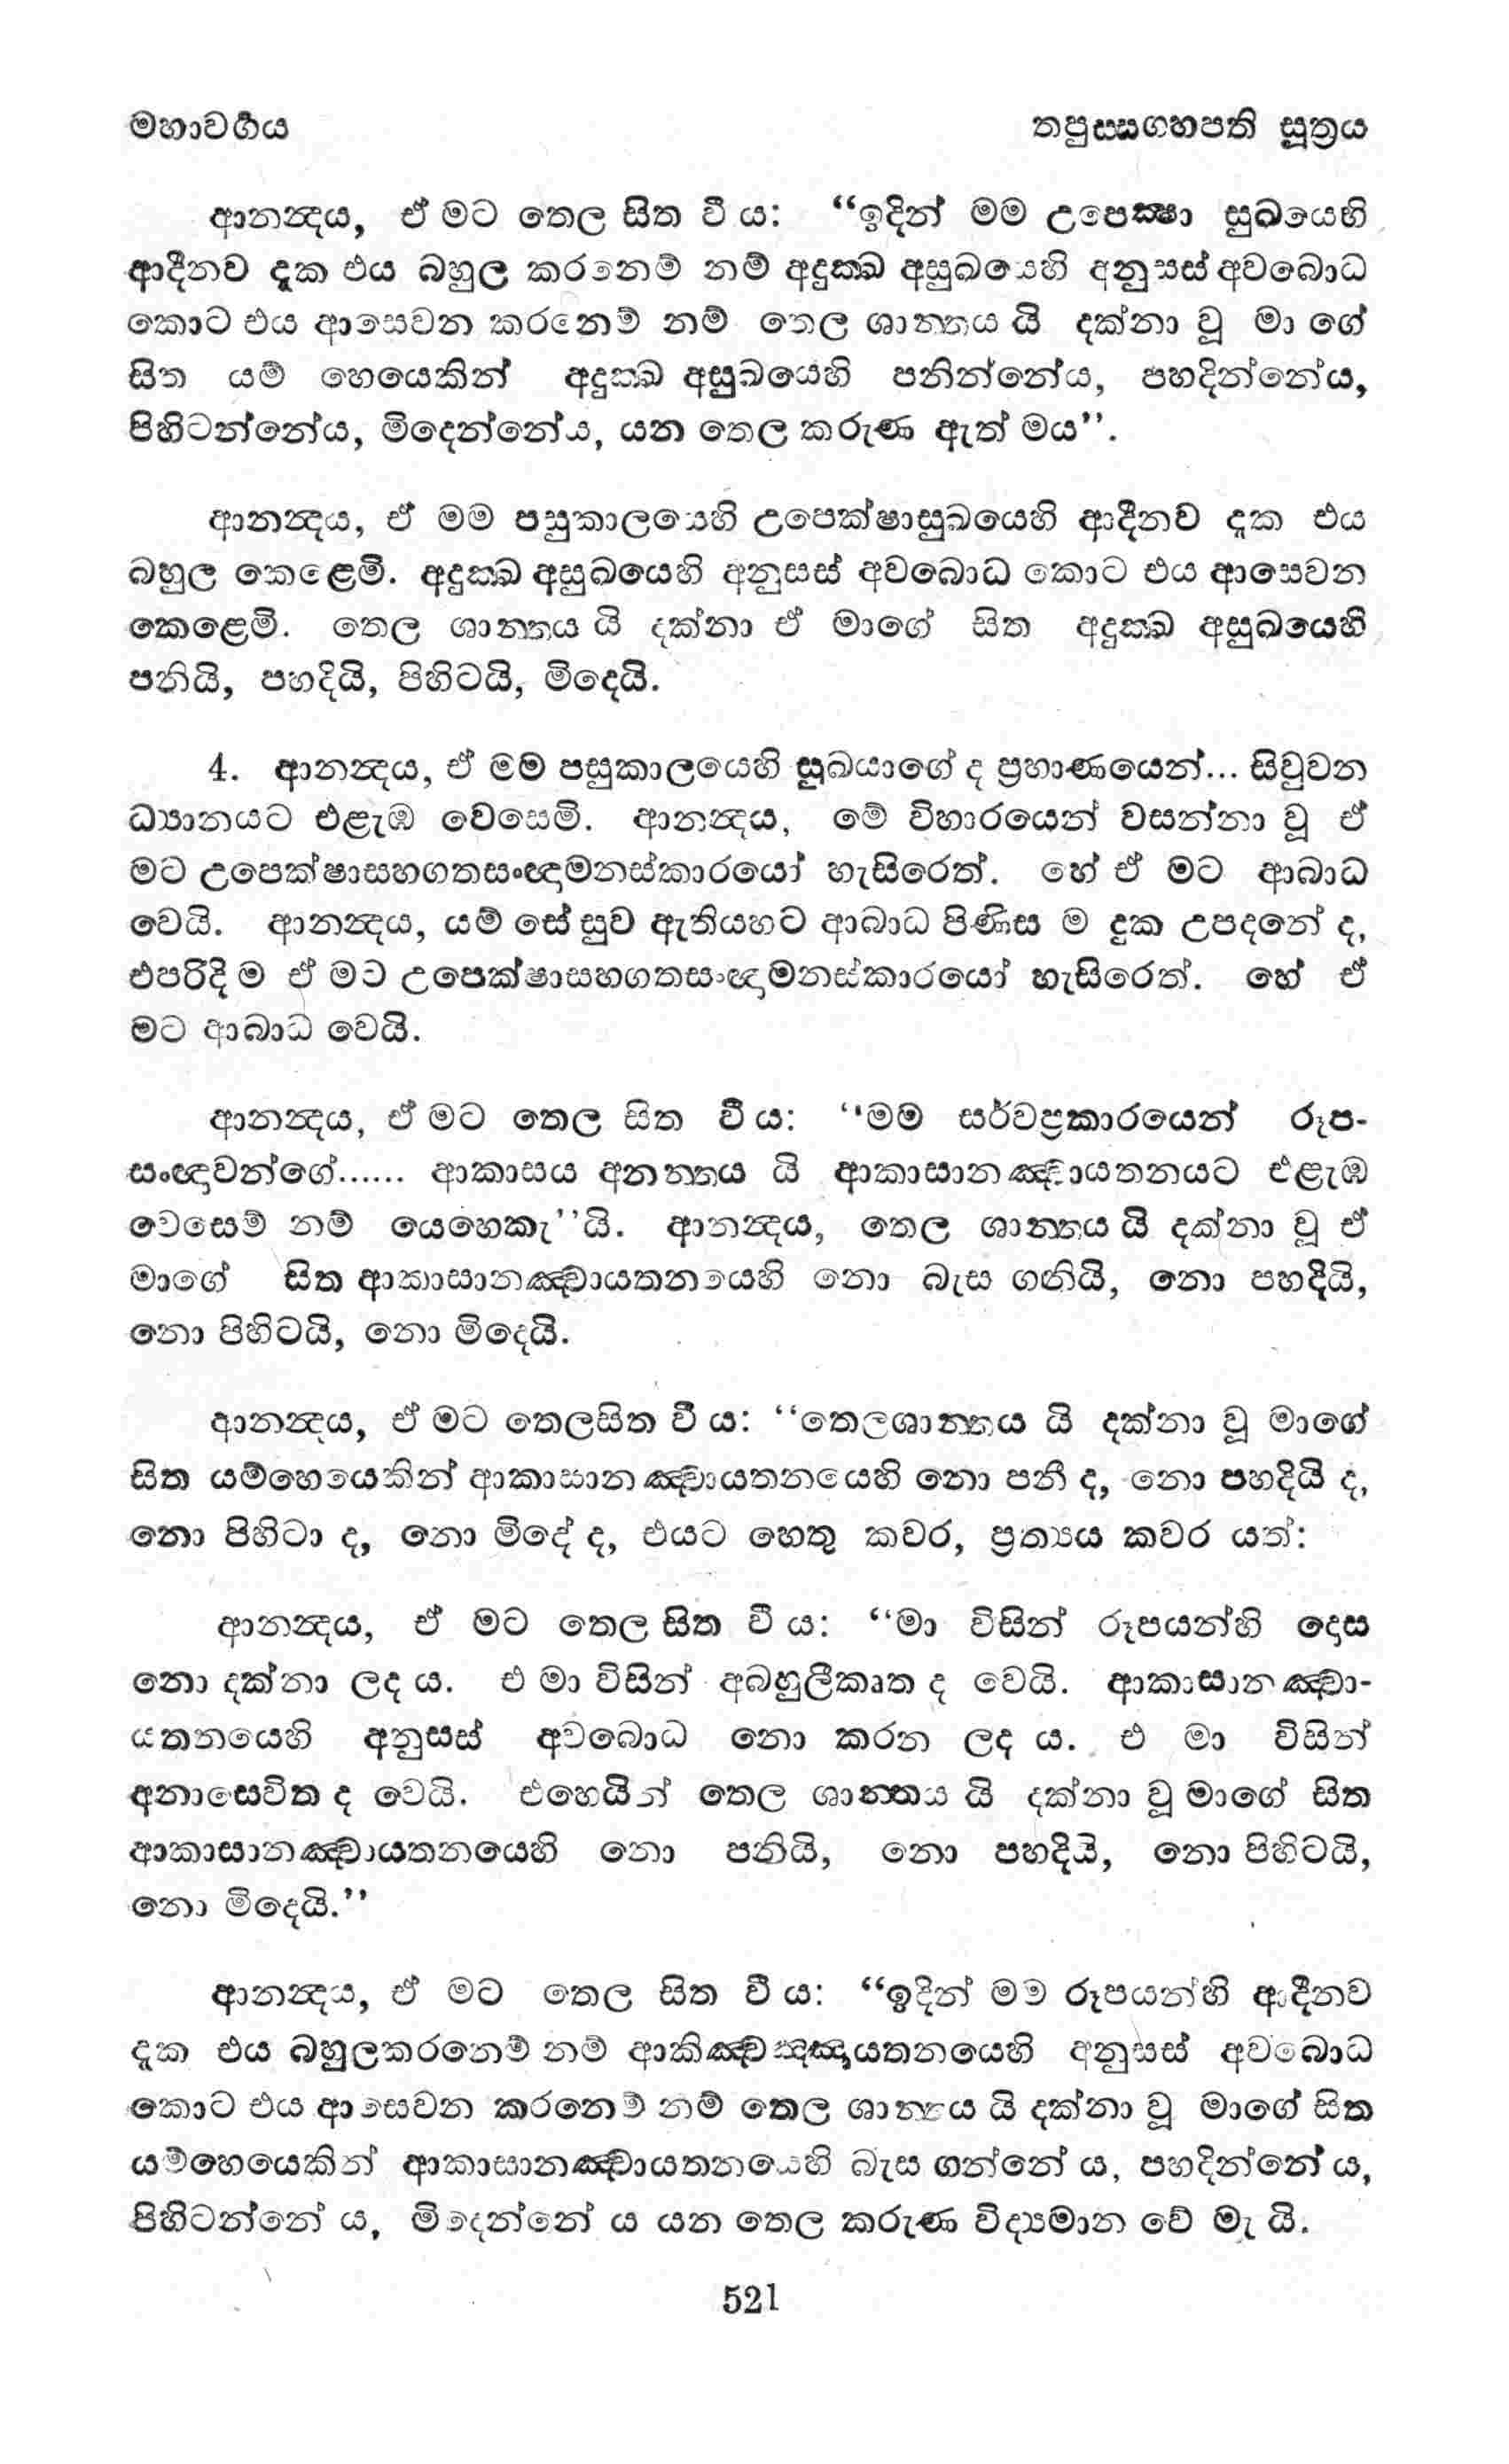 මහාවර්‍ගය
තපුස්සගහපති සූත්‍රය
ආනන්‍දය, ඒ මට තෙල සිත වී ය: “ඉදින් මම උපෙක්‍ෂා සුඛයෙහි
ආදීනව දැක එය බහුල කරනෙම් නම් අදුක්ඛ අසුඛයෙහි අනුසස් අවබොධ
කොට එය ආසෙවන කරනෙම් නම් තෙල ශාන්තය යි දක්නා වූ මා ගේ
සිත යම් හෙයෙකින් අදුක්ඛ අසුඛයෙහි පනින්නේය, පහදින්නේය,
පිහිටන්නේය, මිදෙන්නේය, යන තෙල කරුණ ඇත් මය”.
ආනන්‍දය, ඒ මම පසුකාලයෙහි උපෙක්ෂාසුඛයෙහි ආදීනව දැක එය
බහුල කෙළෙමි. අදුක්ඛ අසුඛයෙහි අනුසස් අවබොධ කොට එය ආසෙවන
කෙළෙමි. තෙල ශාන්තය යි දක්නා ඒ මාගේ සිත අදුක්ඛ අසුඛයෙහි
පනියි, පහදියි, පිහිටයි, මිදෙයි.
4. ආනන්‍දය, ඒ මම පසුකාලයෙහි සුඛයාගේ ද ප්‍රහාණයෙන්... සිවුවන
ධ්‍යානයට එළැඹ වෙසෙමි. ආනන්‍දය, මේ විහාරයෙන් වසන්නා වූ ඒ
මට උපෙක්ෂාසහගතසංඥාමනස්කාරයෝ හැසිරෙත්. හේ ඒ මට ආබාධ
වෙයි. ආනන්‍දය, යම් සේ සුව ඇතියහට ආබාධ පිණිස ම දුක උපදනේ ද,
එපරිදි ම ඒ මට උපෙක්ෂාසහගතසංඥාමනස්කාරයෝ හැසිරෙත්. හේ ඒ
මට ආබාධ වෙයි.
ආනන්‍දය, ඒ මට තෙල සිත වී ය: “මම සර්වප්‍රකාරයෙන් රූප-
සංඥාවන්ගේ...... ආකාසය අනන්තය යි ආකාසානඤ්චායතනයට එළැඹ
වෙසෙම් නම් යෙහෙකැ”යි. ආනන්‍දය, තෙල ශාන්තය යි දක්නා වූ ඒ
මාගේ සිත ආකාසානඤ්චායතනයෙහි නො බැස ගනියි, නො පහදියි,
නො පිහිටයි, නො මිදෙයි.
ආනන්‍දය, ඒ මට තෙලසිත වී ය: “තෙලශාන්තය යි දක්නා වූ මාගේ
සිත යම්හෙයෙකින් ආකාසානඤ්චායතනයෙහි නො පනී ද, නො පහදියි ද,
නො පිහිටා ද, නො මිදේ ද, එයට හෙතු කවර, ප්‍රත්‍යය කවර යත්:
ආනන්‍දය, ඒ මට තෙල සිත වී ය: “මා විසින් රූපයන්හි දොස
නො දක්නා ලද ය. එ මා විසින් අබහුලීකෘත ද වෙයි. ආකාසානඤ්චා-
යතනයෙහි අනුසස් අවබොධ නො කරන ලද ය. එ මා විසින්
අනාසෙවිත ද වෙයි. එහෙයින් තෙල ශාන්තය යි දක්නා වූ මාගේ සිත
ආකාසානඤ්චායතනයෙහි නො පනියි, නො පහදියි, නො පිහිටයි,
නො මිදෙයි.”
ආනන්‍දය, ඒ මට තෙල සිත වී ය: “ඉදින් මම රූපයන්හි ආදීනව
දැක එය බහුලකරනෙම් නම් ආකිඤ්චඤ්ඤායතනයෙහි අනුසස් අවබොධ
කොට එය ආසෙවන කරනෙම් නම් තෙල ශාන්තය යි දක්නා වූ මාගේ සිත
යම්හෙයෙකින් ආකාසානඤ්චායතනයෙහි බැස ගන්නේ ය, පහදින්නේ ය,
පිහිටන්නේ ය, මිදෙන්නේ ය යන තෙල කරුණ විද්‍යමාන වේ මැ යි.
521